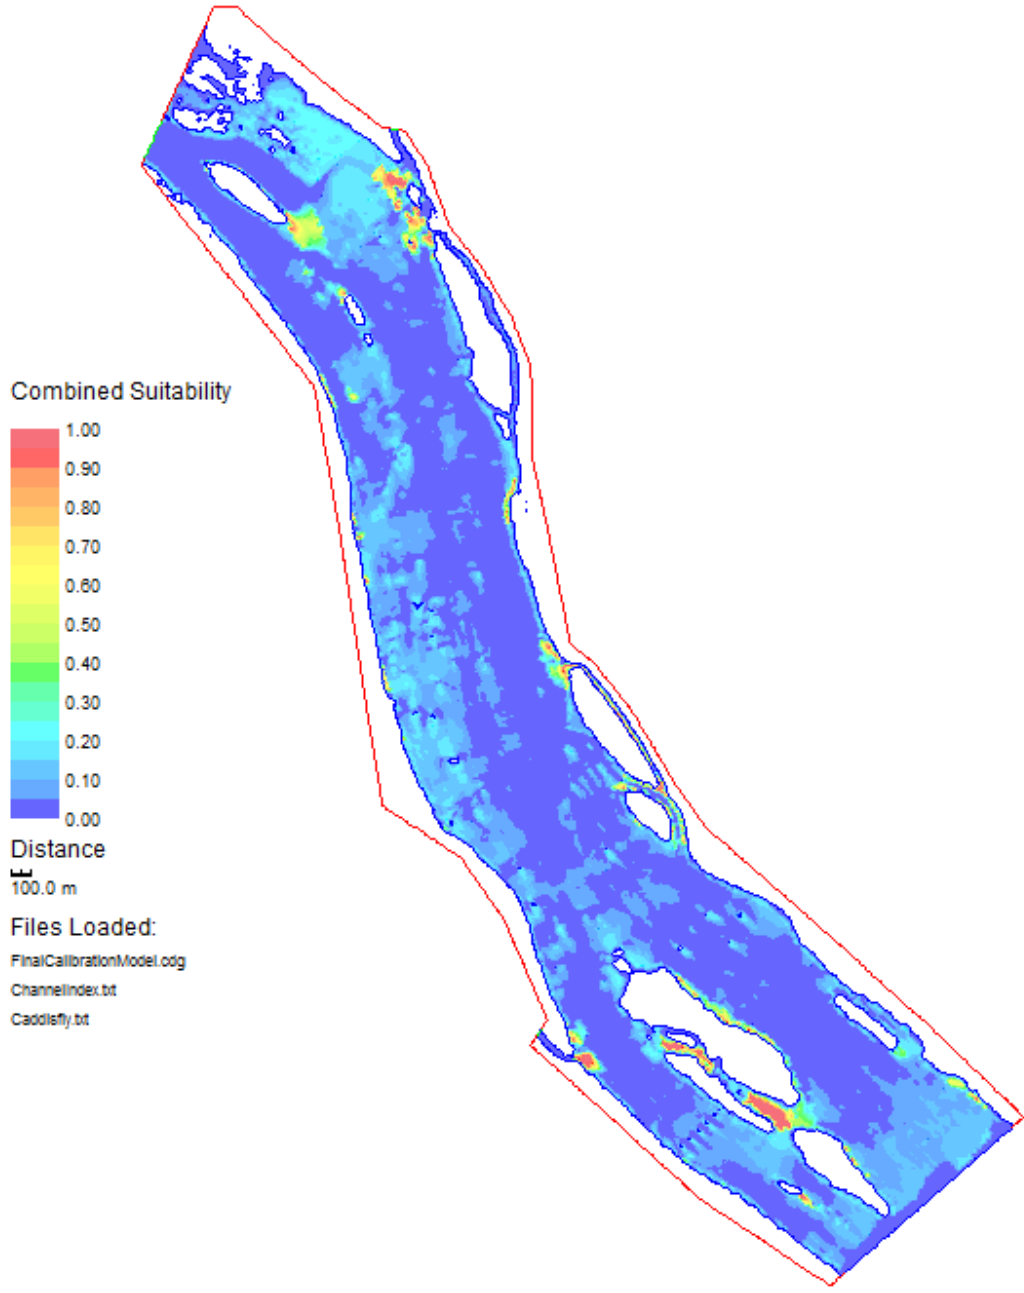 Combined Suitability
1.00
0.90
0.80
0.70
0.60
0.50
0.40
0.30
0.20
0.10
0.00
Distance
100.0 m
Files Loaded:
FinalCalibrationModel.cdg
ChannelIndex.txt
Caddisfly.txt